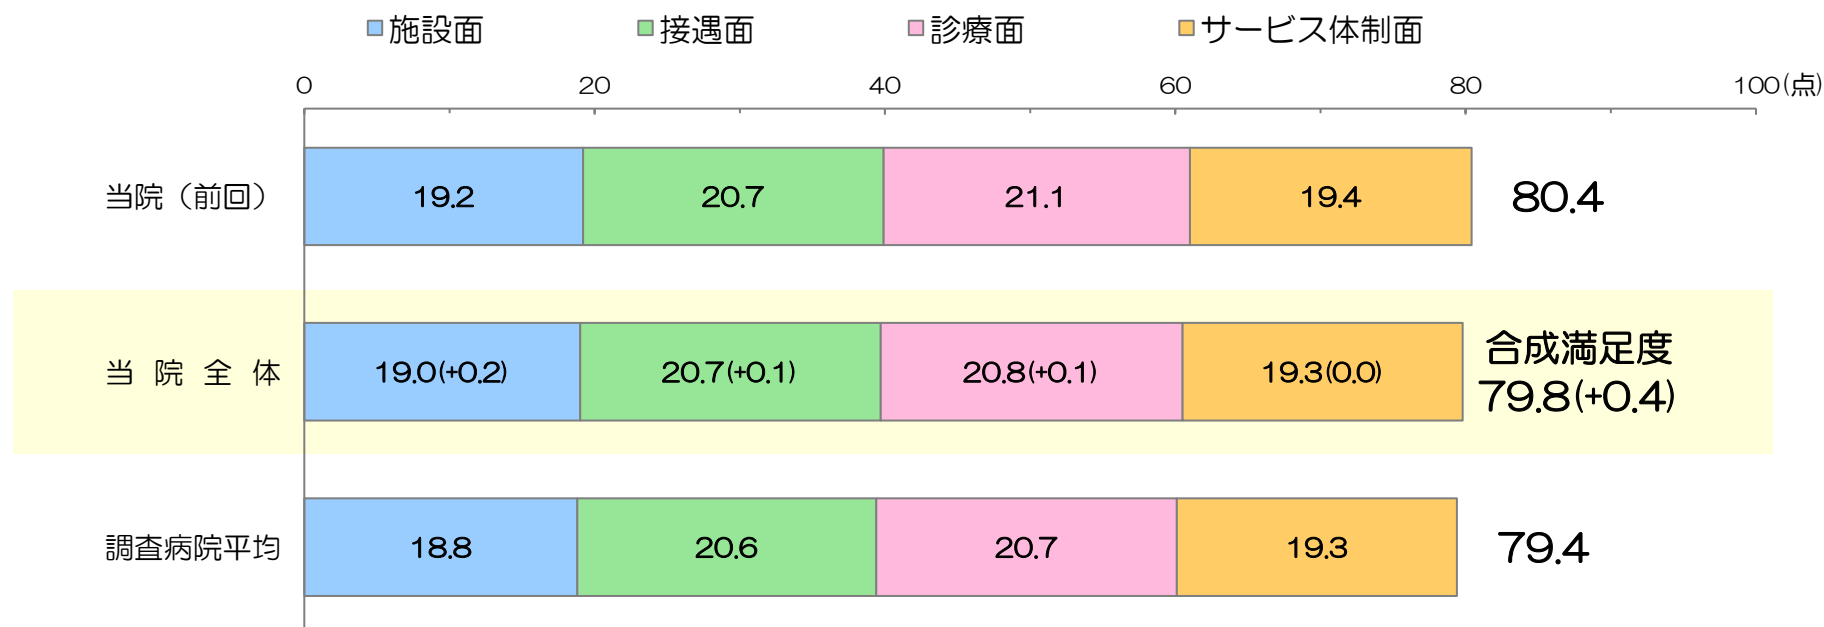 施設面 接遇面 診療面 サービス体制面
0 20 40 60 80 100(点)
当院（前回） 19.2 20.7 21.1 19.4 80.4
当院全体 19.0(+0.2) 20.7(+0.1) 20.8(+0.1) 19.3(0.0) 合成満足度
79.8(+0.4)
調査病院平均 18.8 20.6 20.7 19.3 79.4